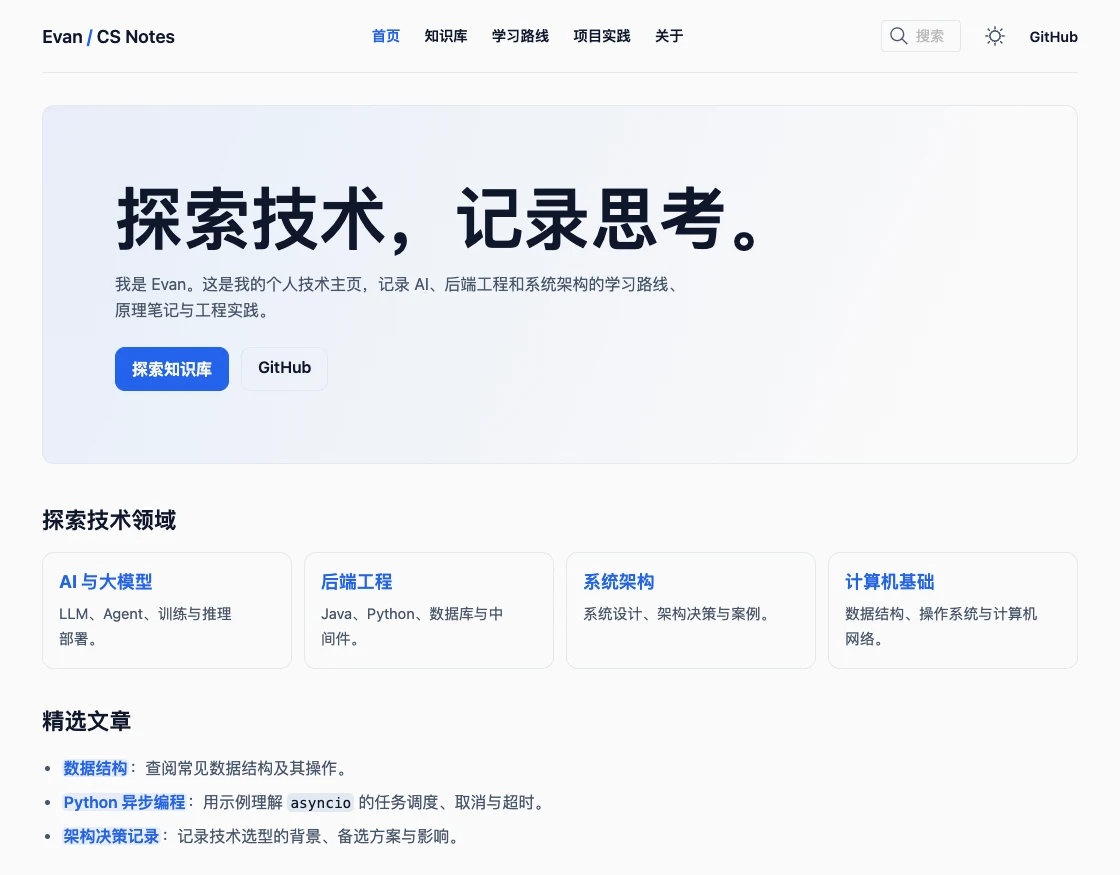 Evan / CS Notes
首页 知识库 学习路线 项目实践 关于
搜索
GitHub
探索技术，记录思考。
我是 Evan。这是我的个人技术主页，记录 AI、后端工程和系统架构的学习路线、
原理笔记与工程实践。
探索知识库
GitHub
探索技术领域
AI 与大模型
LLM、Agent、训练与推理
部署。
后端工程
Java、Python、数据库与中
间件。
系统架构
系统设计、架构决策与案例。
计算机基础
数据结构、操作系统与计算机
网络。
精选文章
• 数据结构：查阅常见数据结构及其操作。
• Python 异步编程：用示例理解 asyncio 的任务调度、取消与超时。
• 架构决策记录：记录技术选型的背景、备选方案与影响。